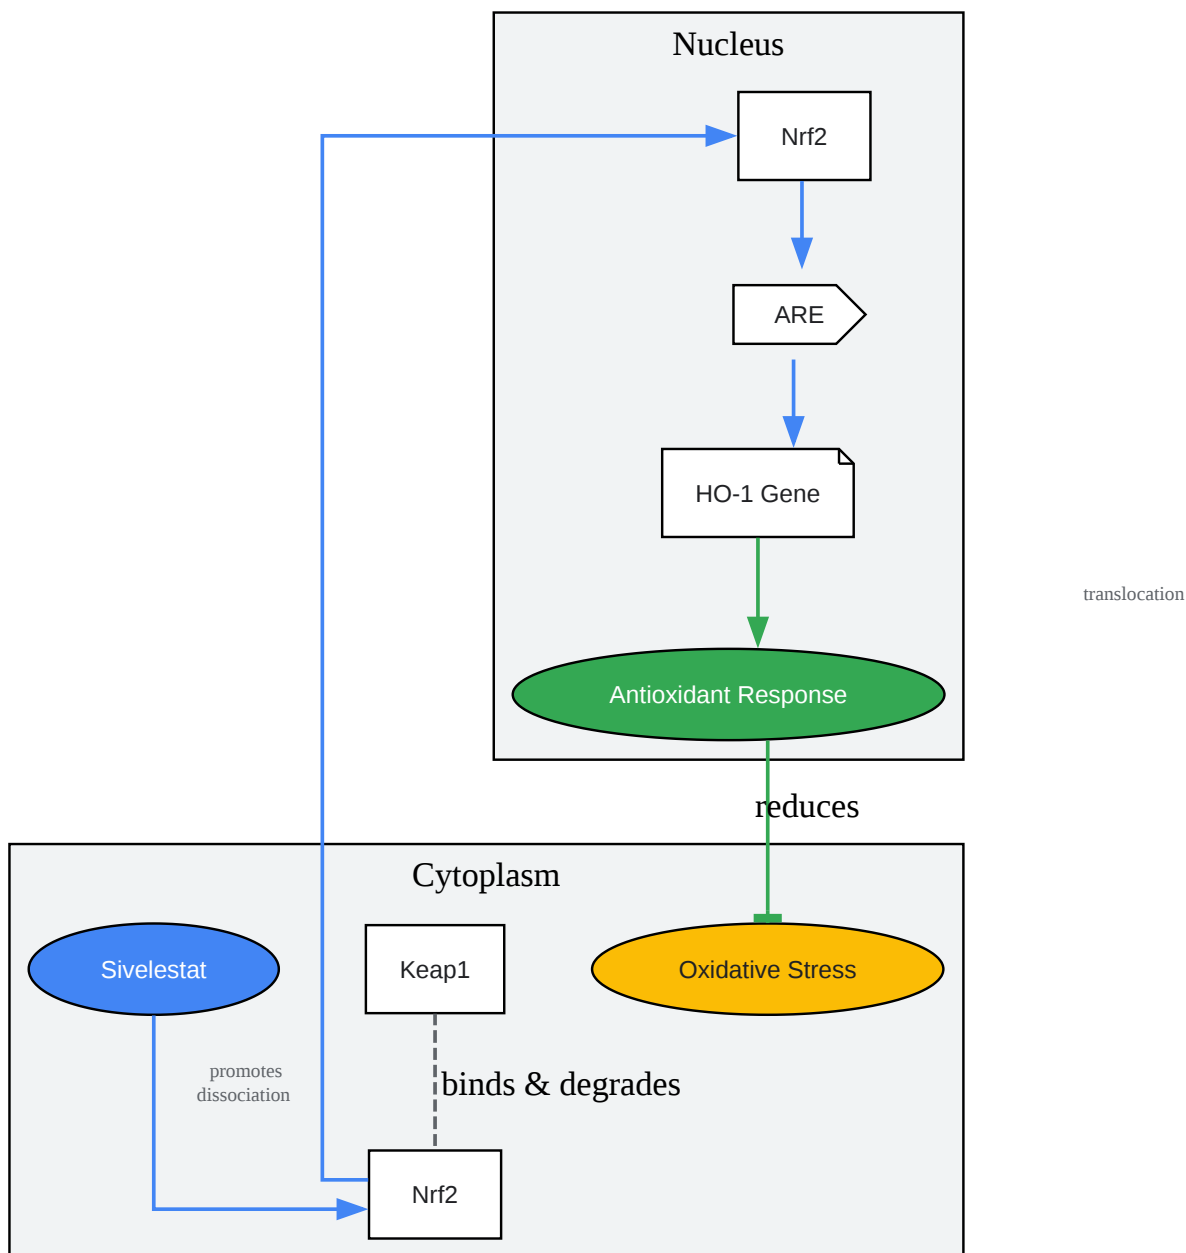 Nucleus
Nrf2
ARE
HO-1 Gene
translocation
Antioxidant Response
reduces
Cytoplasm
Sivelestat
Keap1
Oxidative Stress
promotes
dissociation
binds & degrades
Nrf2